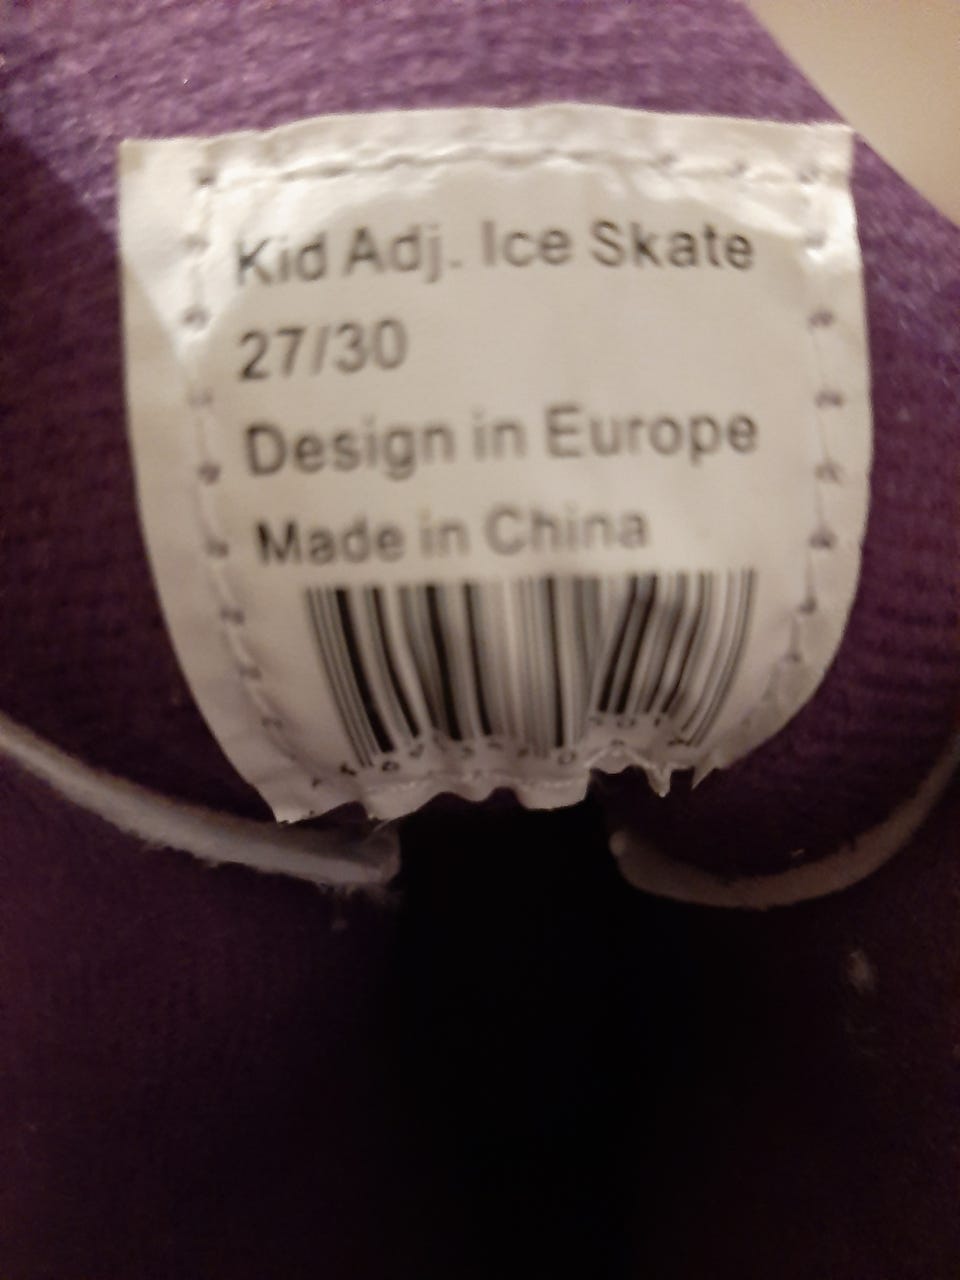 Kid Adj. Ice Skate
27/30
Design in Europe
Made in China